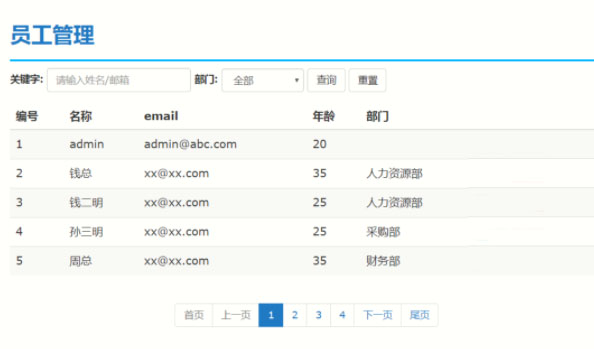 员工管理
关键字: 请输入姓名/邮箱 部门: 全部 查询 重置
编号 名称 email 年龄 部门
1 admin admin@abc.com 20
2 钱总 xx@xx.com 35 人力资源部
3 钱二明 xx@xx.com 25 人力资源部
4 孙三明 xx@xx.com 25 采购部
5 周总 xx@xx.com 35 财务部
首页 上一页 1 2 3 4 下一页 尾页